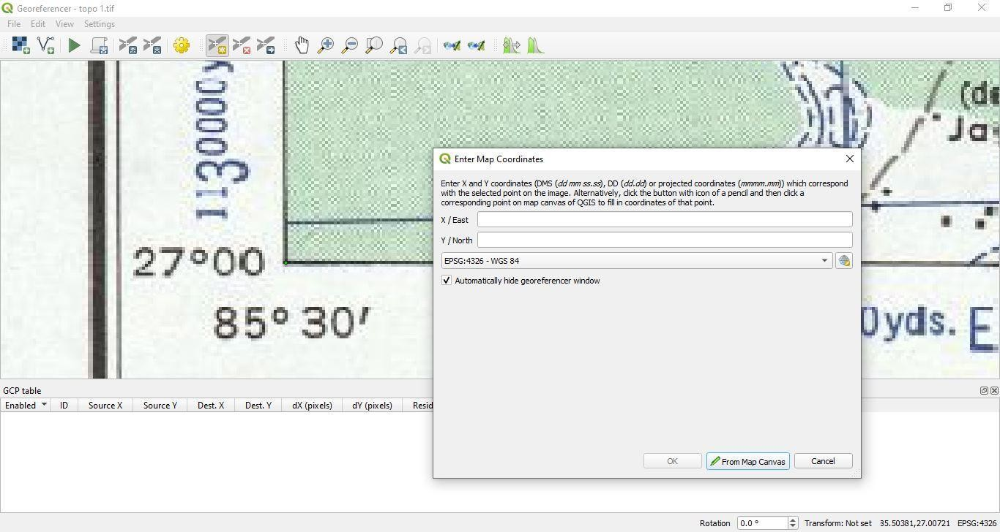 Georeferencer - topo 1.tif
File Edit View Settings
1130000y
(de
Ja
27°00
85° 30′
0yds. E
Enter Map Coordinates
Enter X and Y coordinates (DMS (dd mm ss.ss), DD (dd.dd) or projected coordinates (mmmm.mm)) which correspond
with the selected point on the image. Alternatively, click the button with icon of a pencil and then click a
corresponding point on map canvas of QGIS to fill in coordinates of that point.
X / East
Y / North
EPSG:4326 - WGS 84
Automatically hide georeferencer window
OK From Map Canvas Cancel
GCP table
Enabled ID Source X Source Y Dest. X Dest. Y dX (pixels) dY (pixels) Resid
Rotation 0.0 ° Transform: Not set 35.50381,27.00721 EPSG:4326